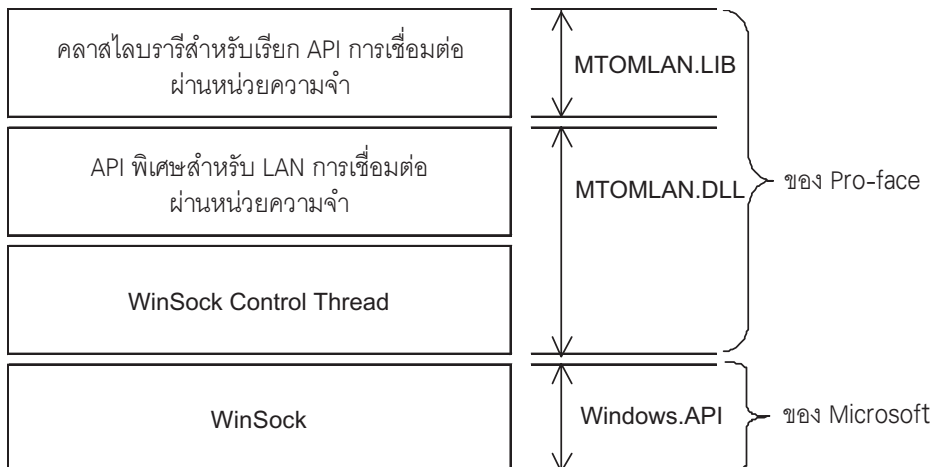 คลาสไลบรารีสำหรับเรียก API การเชื่อมต่อ
ผ่านหน่วยความจำ
MTOMLAN.LIB
API พิเศษสำหรับ LAN การเชื่อมต่อ
ผ่านหน่วยความจำ
MTOMLAN.DLL
ของ Pro-face
WinSock Control Thread
WinSock
Windows.API
ของ Microsoft